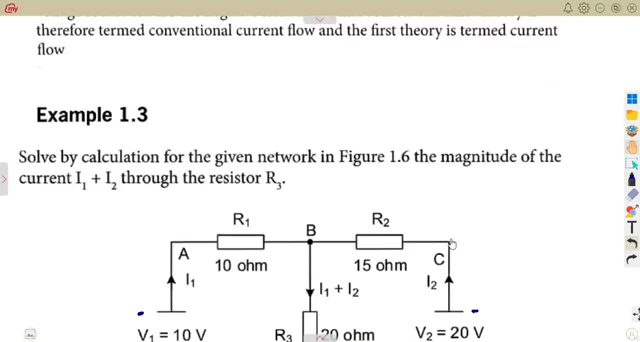 therefore termed conventional current flow and the first theory is termed current
flow
Example 1.3
Solve by calculation for the given network in Figure 1.6 the magnitude of the
current I₁ + I₂ through the resistor R₃.
R₁
B
R₂
A
10 ohm
15 ohm
C
I₁
I₁ + I₂
I₂
V₁ = 10 V
R₃
20 ohm
V₂ = 20 V